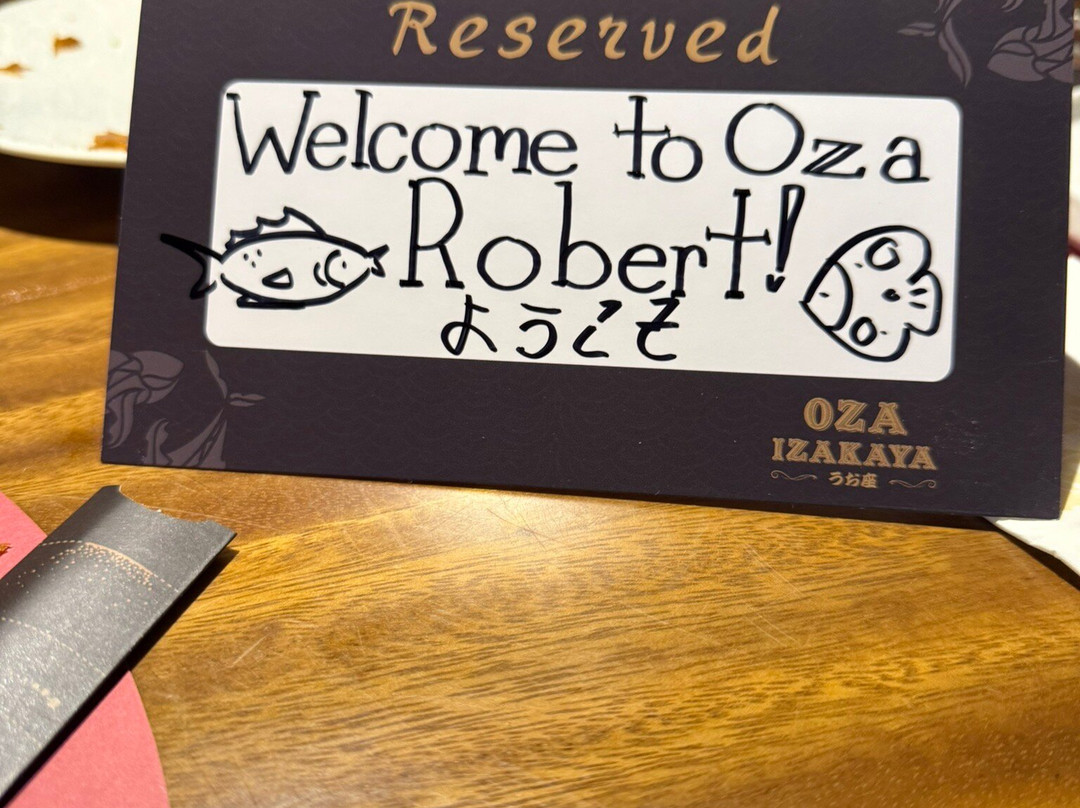 Reserved
Welcome to Oza
Robert!
ようこそ
OZA
IZAKAYA
うお座